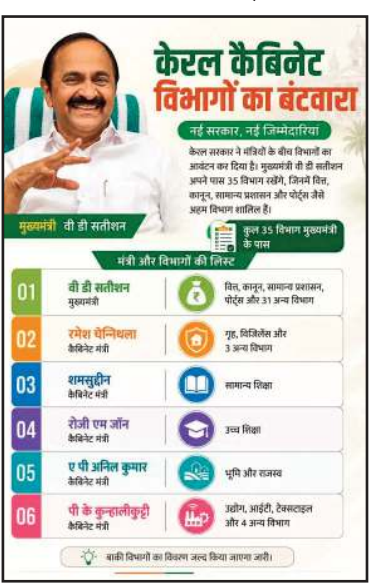 केरल कैबिनेट
विभागों का बंटवारा
नई सरकार, नई जिम्मेदारियां
केरल सरकार ने मंत्रियों के बीच विभागों का
आवंटन कर दिया है। मुख्यमंत्री वी डी सतीशन
अपने पास 35 विभाग रखेंगे, जिनमें वित्त,
कानून, सामान्य प्रशासन और पोर्ट्स जैसे
अहम विभाग शामिल हैं।
मुख्यमंत्री वी डी सतीशन
कुल 35 विभाग मुख्यमंत्री
के पास
मंत्री और विभागों की लिस्ट
01 वी डी सतीशन वित्त, कानून, सामान्य प्रशासन,
मुख्यमंत्री पोर्ट्स और 31 अन्य विभाग
02 रमेश चेन्निथला गृह, विजिलेंस और
कैबिनेट मंत्री 3 अन्य विभाग
03 शमसुद्दीन सामान्य शिक्षा
कैबिनेट मंत्री
04 रोजी एम जॉन उच्च शिक्षा
कैबिनेट मंत्री
05 ए पी अनिल कुमार भूमि और राजस्व
कैबिनेट मंत्री
06 पी के कुन्हालीकुट्टी उद्योग, आईटी, टेक्सटाइल
कैबिनेट मंत्री और 4 अन्य विभाग
बाकी विभागों का विवरण जल्द किया जाएगा जारी।